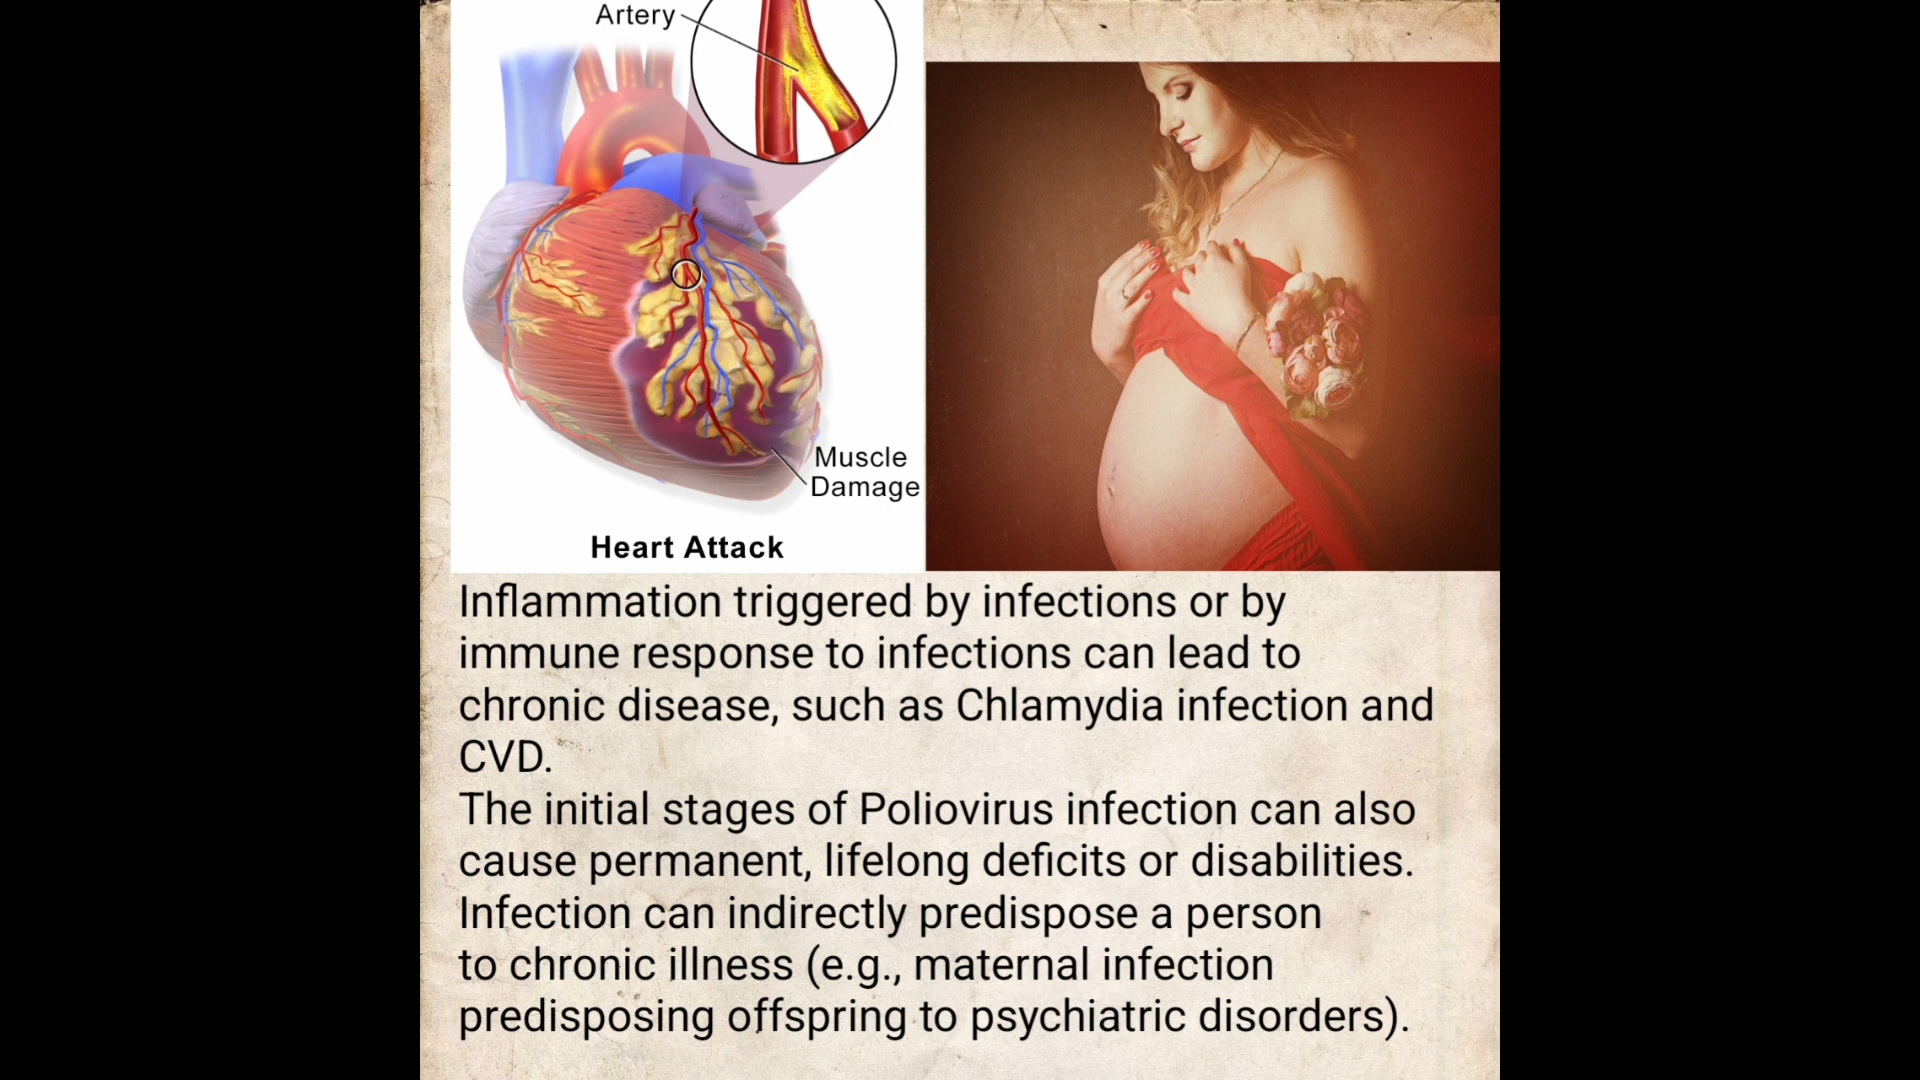 Artery
Muscle
Damage
Heart Attack
Inflammation triggered by infections or by
immune response to infections can lead to
chronic disease, such as Chlamydia infection and
CVD.
The initial stages of Poliovirus infection can also
cause permanent, lifelong deficits or disabilities.
Infection can indirectly predispose a person
to chronic illness (e.g., maternal infection
predisposing offspring to psychiatric disorders).